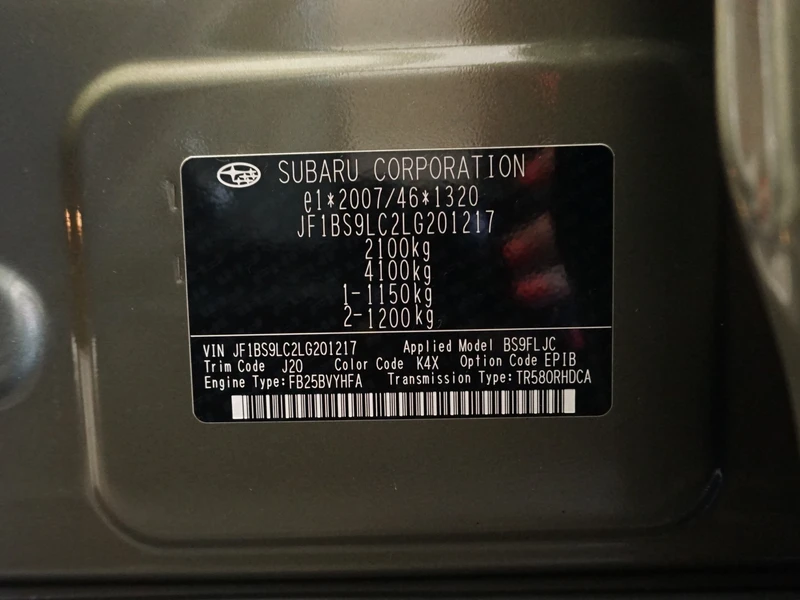 SUBARU CORPORATION
e1*2007/46*1320
JF1BS9LC2LG201217
2100kg
4100kg
1-1150kg
2-1200kg
VIN JF1BS9LC2LG201217 Applied Model BS9FLJC
Trim Code J20 Color Code K4X Option Code EPIB
Engine Type:FB25BVYHFA Transmission Type:TR580RHDCA